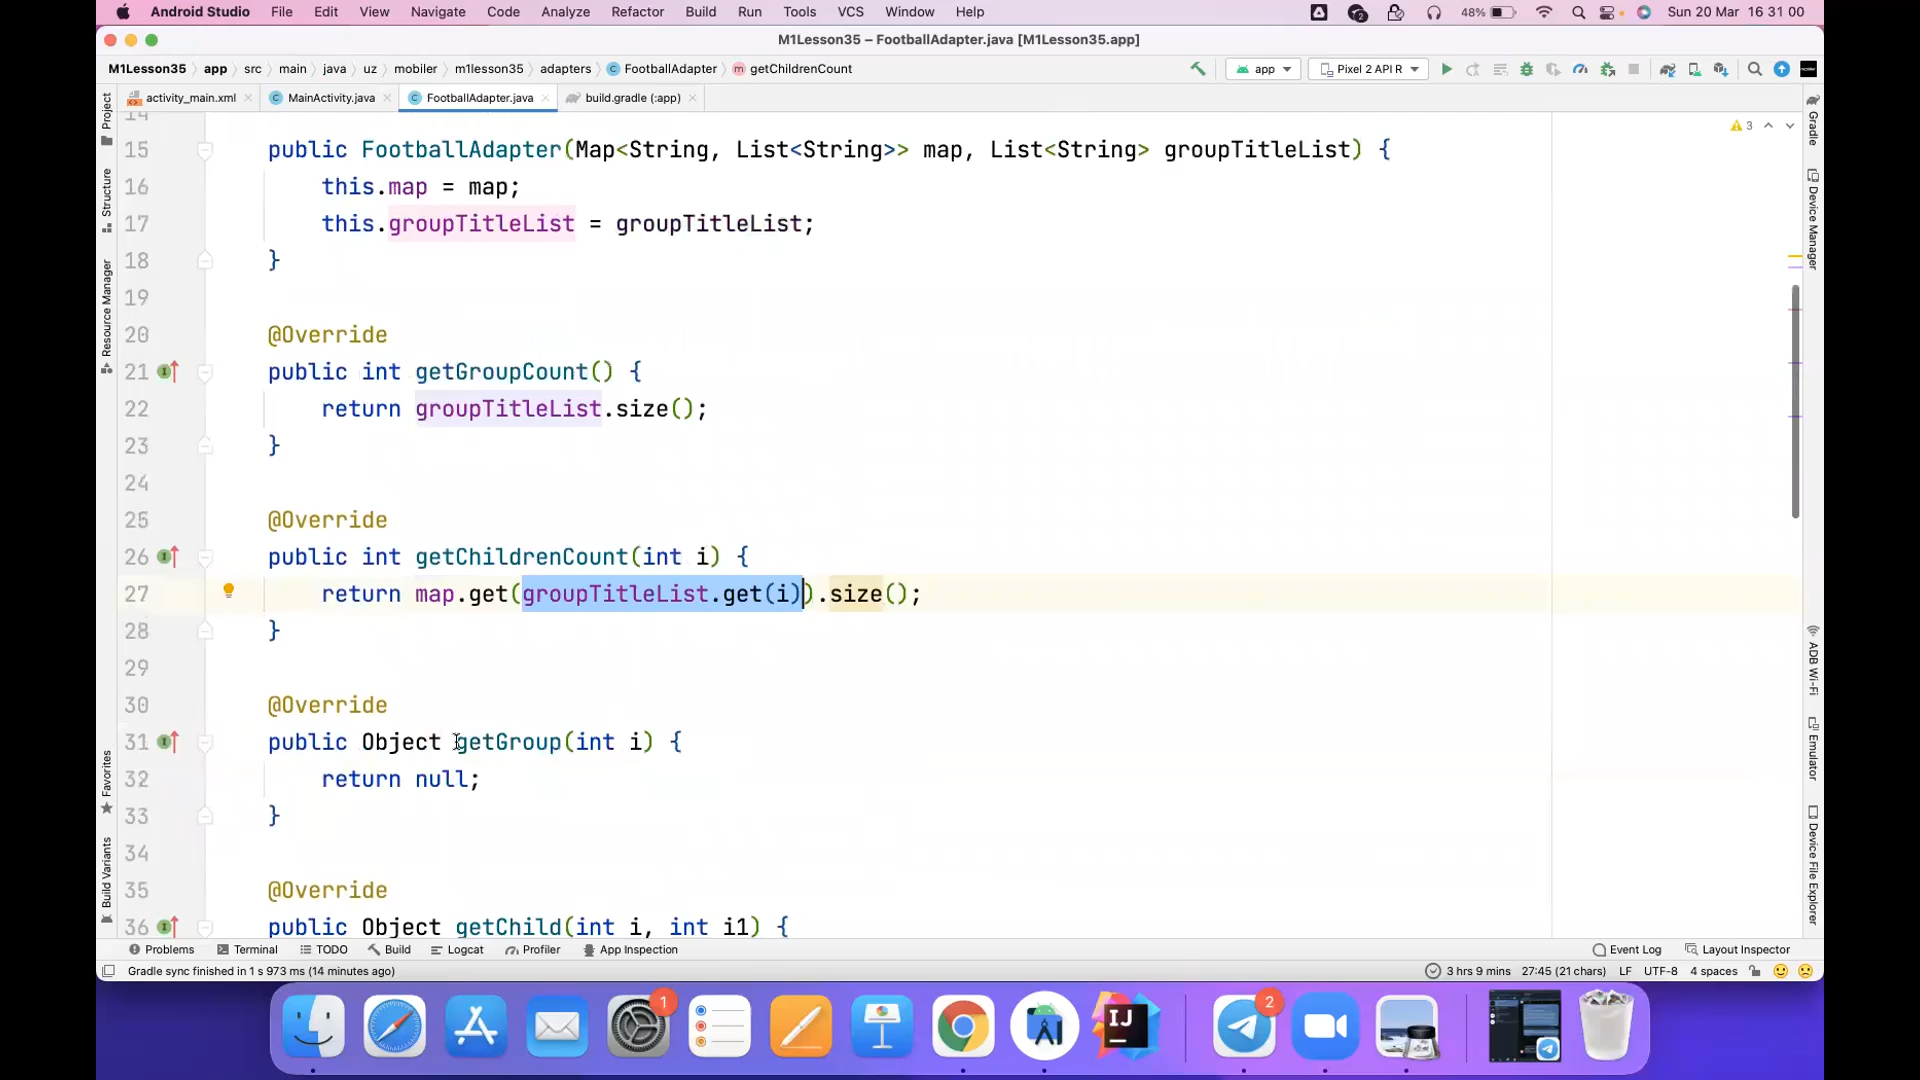 Android Studio File Edit View Navigate Code Analyze Refactor Build Run Tools VCS Window Help 48% Sun 20 Mar 16 31 00
M1Lesson35 – FootballAdapter.java [M1Lesson35.app]
M1Lesson35 app src main java uz mobiler m1lesson35 adapters FootballAdapter getChildrenCount app Pixel 2 API R
activity_main.xml MainActivity.java FootballAdapter.java build.gradle (:app)
Project
Structure
Resource Manager
Favorites
Build Variants
14
15 public FootballAdapter(Map<String, List<String>> map, List<String> groupTitleList) {
16 this.map = map;
17 this.groupTitleList = groupTitleList;
18 }
19
20 @Override
21 public int getGroupCount() {
22 return groupTitleList.size();
23 }
24
25 @Override
26 public int getChildrenCount(int i) {
27 return map.get(groupTitleList.get(i)).size();
28 }
29
30 @Override
31 public Object getGroup(int i) {
32 return null;
33 }
34
35 @Override
36 public Object getChild(int i, int i1) {
3
Gradle
Device Manager
ADB Wi-Fi
Emulator
Device File Explorer
Problems Terminal TODO Build Logcat Profiler App Inspection Event Log Layout Inspector
Gradle sync finished in 1 s 973 ms (14 minutes ago) 3 hrs 9 mins 27:45 (21 chars) LF UTF-8 4 spaces
1
IJ
2